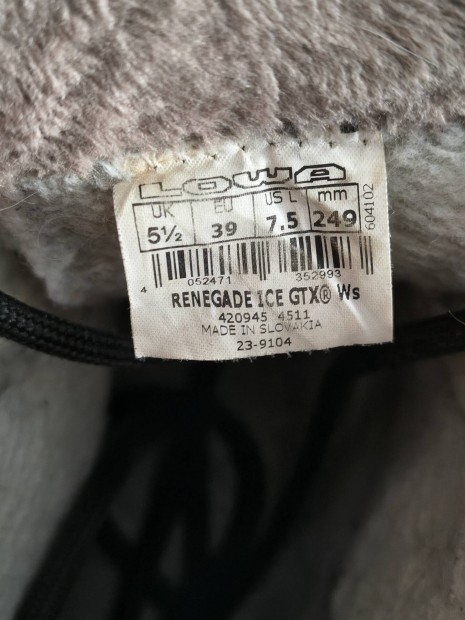 LOWA
UK EU US L mm
5½ 39 7.5 249
604102
4 052471 352993
RENEGADE ICE GTX® Ws
420945 4511
MADE IN SLOVAKIA
23-9104